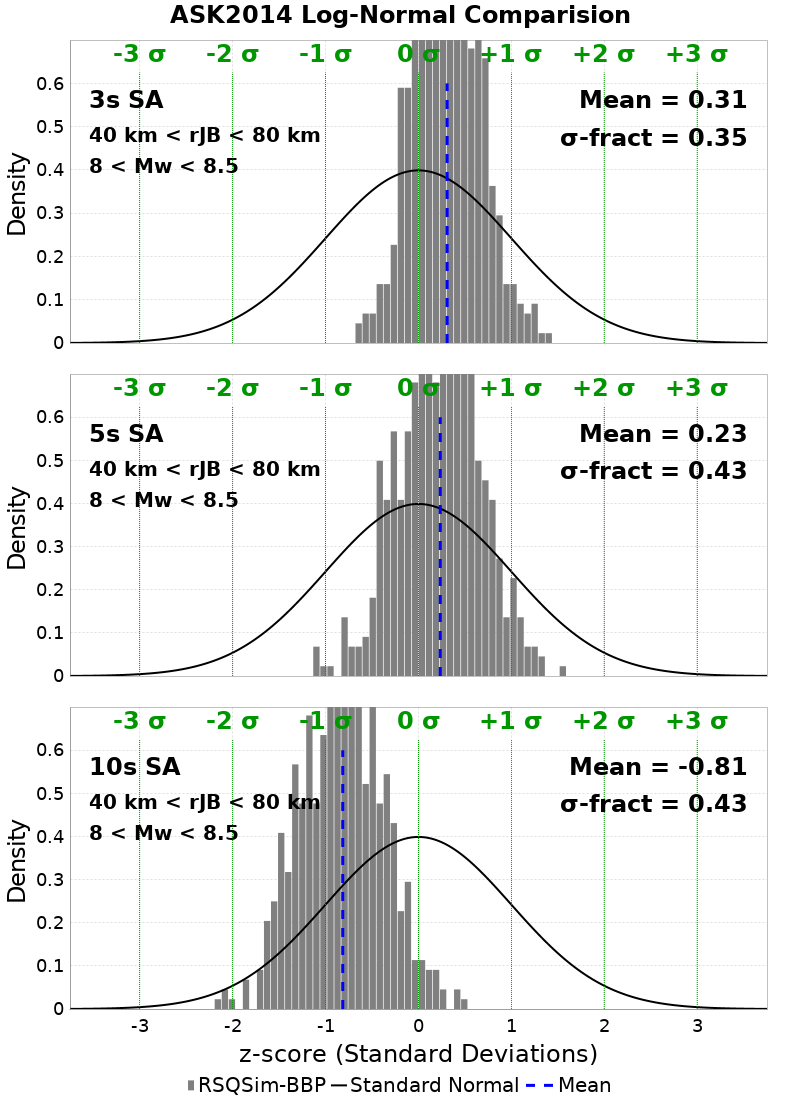 ASK2014 Log-Normal Comparision
-3 σ -2 σ -1 σ 0 σ +1 σ +2 σ +3 σ
0.6
3s SA Mean = 0.31
0.5
40 km < rJB < 80 km σ-fract = 0.35
8 < Mw < 8.5
0.4
0.3
0.2
0.1
0
Density
-3 σ -2 σ -1 σ 0 σ +1 σ +2 σ +3 σ
0.6
5s SA Mean = 0.23
0.5
40 km < rJB < 80 km σ-fract = 0.43
8 < Mw < 8.5
0.4
0.3
0.2
0.1
0
Density
-3 σ -2 σ -1 σ 0 σ +1 σ +2 σ +3 σ
0.6
10s SA Mean = -0.81
0.5
40 km < rJB < 80 km σ-fract = 0.43
8 < Mw < 8.5
0.4
0.3
0.2
0.1
0
Density
-3 -2 -1 0 1 2 3
z-score (Standard Deviations)
RSQSim-BBP Standard Normal Mean